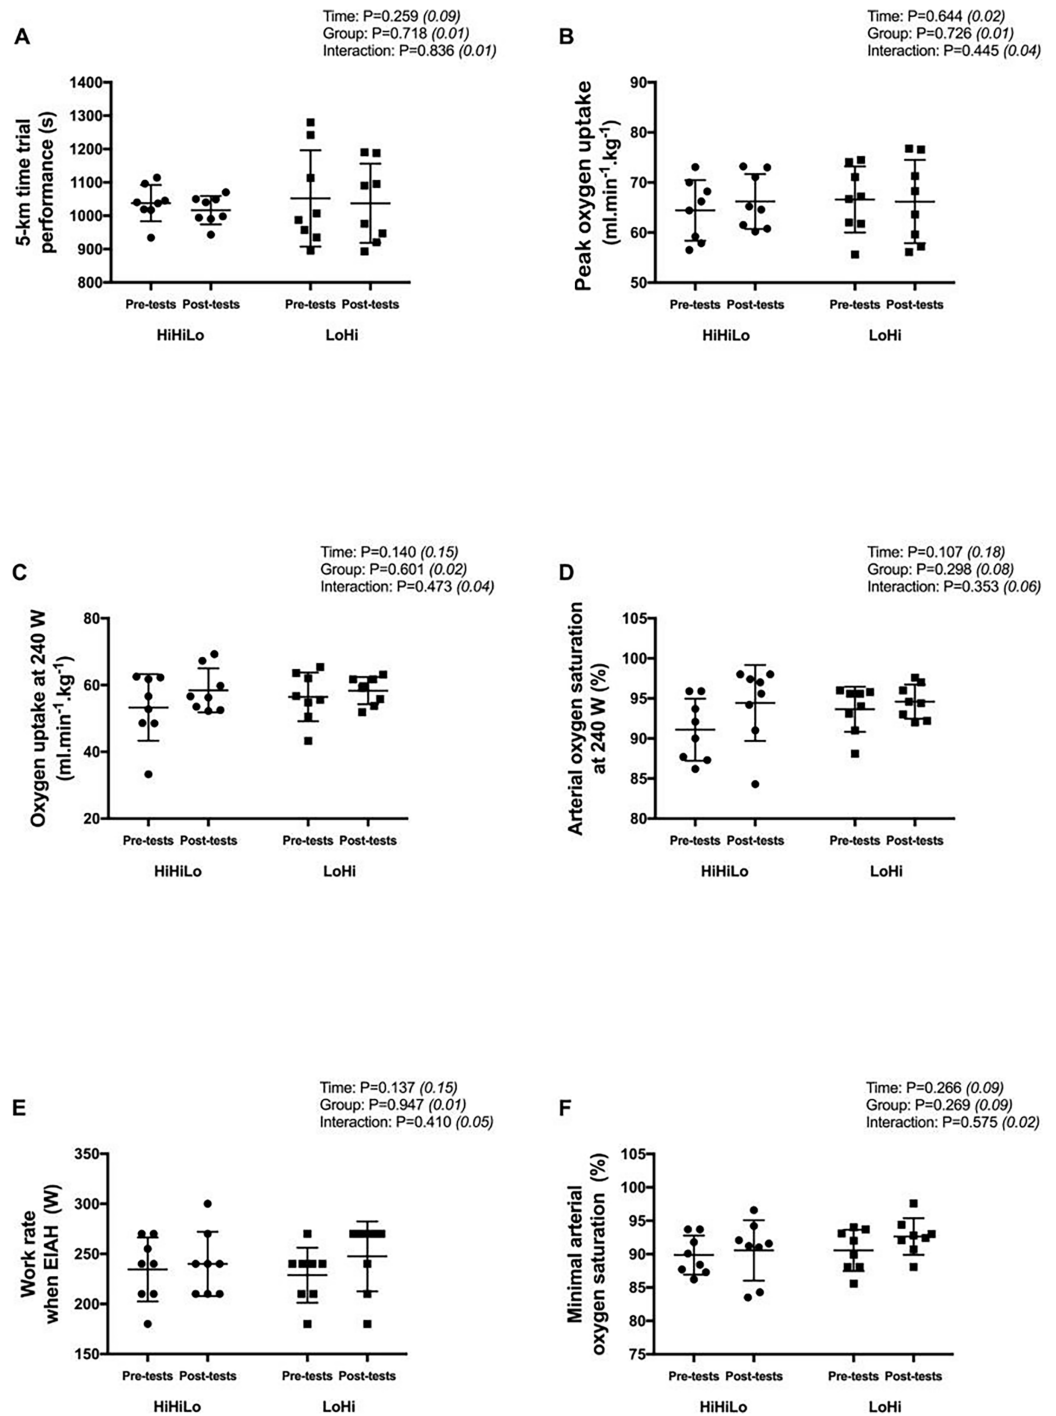 A
Time: P=0.259 (0.09)
Group: P=0.718 (0.01)
Interaction: P=0.836 (0.01)
5-km time trial
performance (s)
1400
1300
1200
1100
1000
900
800
Pre-tests Post-tests Pre-tests Post-tests
HiHiLo LoHi
B
Time: P=0.644 (0.02)
Group: P=0.726 (0.01)
Interaction: P=0.445 (0.04)
Peak oxygen uptake
(ml.min-1.kg-1)
90
80
70
60
50
Pre-tests Post-tests Pre-tests Post-tests
HiHiLo LoHi
C
Time: P=0.140 (0.15)
Group: P=0.601 (0.02)
Interaction: P=0.473 (0.04)
Oxygen uptake at 240 W
(ml.min-1.kg-1)
80
60
40
20
Pre-tests Post-tests Pre-tests Post-tests
HiHiLo LoHi
D
Time: P=0.107 (0.18)
Group: P=0.298 (0.08)
Interaction: P=0.353 (0.06)
Arterial oxygen saturation
at 240 W (%)
105
100
95
90
85
80
Pre-tests Post-tests Pre-tests Post-tests
HiHiLo LoHi
E
Time: P=0.137 (0.15)
Group: P=0.947 (0.01)
Interaction: P=0.410 (0.05)
Work rate
when EIAH (W)
350
300
250
200
150
Pre-tests Post-tests Pre-tests Post-tests
HiHiLo LoHi
F
Time: P=0.266 (0.09)
Group: P=0.269 (0.09)
Interaction: P=0.575 (0.02)
Minimal arterial
oxygen saturation (%)
105
100
95
90
85
80
75
Pre-tests Post-tests Pre-tests Post-tests
HiHiLo LoHi